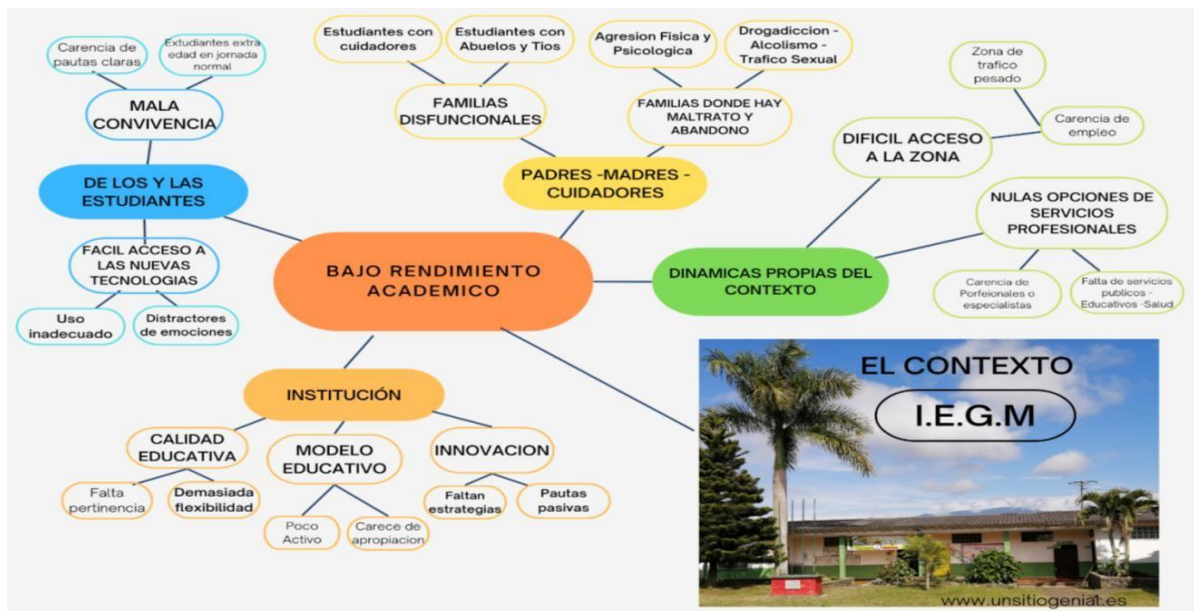 Carencia de
pautas claras
Estudiantes extra
edad en jornada
normal
MALA
CONVIVENCIA
DE LOS Y LAS
ESTUDIANTES
FACIL ACCESO A
LAS NUEVAS
TECNOLOGIAS
Uso
inadecuado
Distractores
de emociones
Estudiantes con
cuidadores
Estudiantes con
Abuelos y Tios
FAMILIAS
DISFUNCIONALES
Agresion Fisica y
Psicologica
Drogadiccion -
Alcolismo -
Trafico Sexual
FAMILIAS DONDE HAY
MALTRATO Y
ABANDONO
PADRES -MADRES -
CUIDADORES
Zona de
trafico
pesado
Carencia de
empleo
DIFICIL ACCESO
A LA ZONA
NULAS OPCIONES DE
SERVICIOS
PROFESIONALES
Carencia de
Porfeionales o
especialistas
Falta de servicios
publicos -
Educativos -Salud
DINAMICAS PROPIAS DEL
CONTEXTO
BAJO RENDIMIENTO
ACADEMICO
INSTITUCIÓN
CALIDAD
EDUCATIVA
Falta
pertinencia
Demasiada
flexibilidad
MODELO
EDUCATIVO
Poco
Activo
Carece de
apropiacion
INNOVACION
Faltan
estrategias
Pautas
pasivas
EL CONTEXTO
I.E.G.M
www.unsitiogenial.es